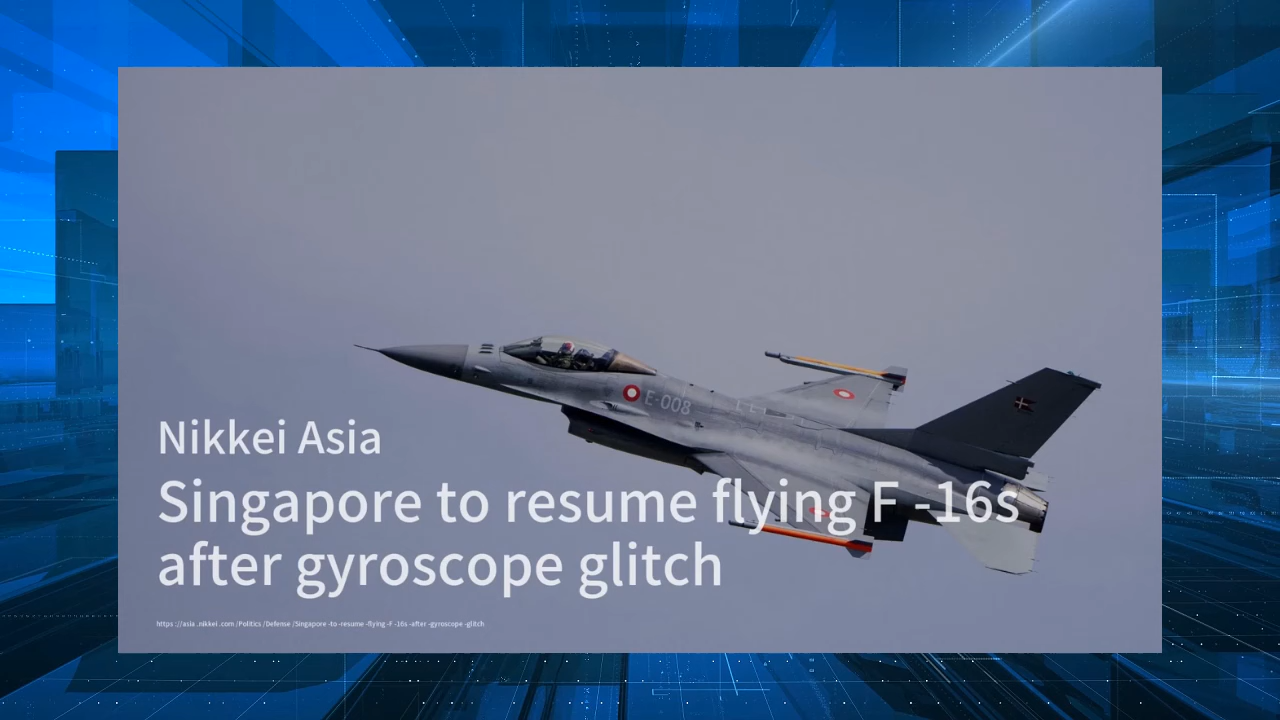 E-008
Nikkei Asia
Singapore to resume flying F -16s
after gyroscope glitch
https ://asia .nikkei .com /Politics /Defense /Singapore -to -resume -flying -F -16s -after -gyroscope -glitch